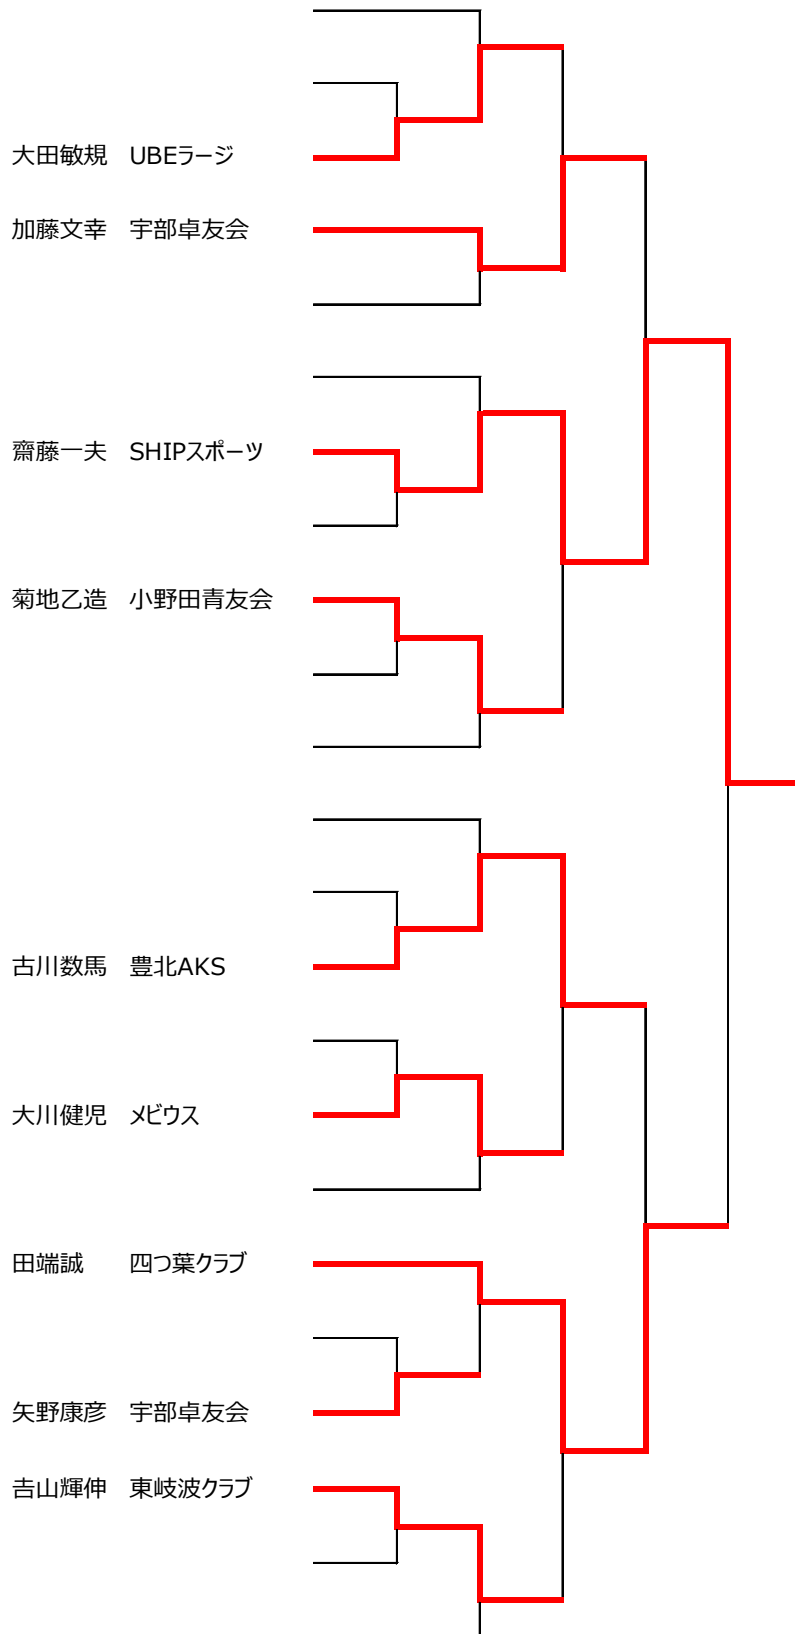 大田敏規 UBEラージ
加藤文幸 宇部卓友会
齋藤一夫 SHIPスポーツ
菊地乙造 小野田青友会
古川数馬 豊北AKS
大川健児 メビウス
田端誠 四つ葉クラブ
矢野康彦 宇部卓友会
𠮷山輝伸 東岐波クラブ